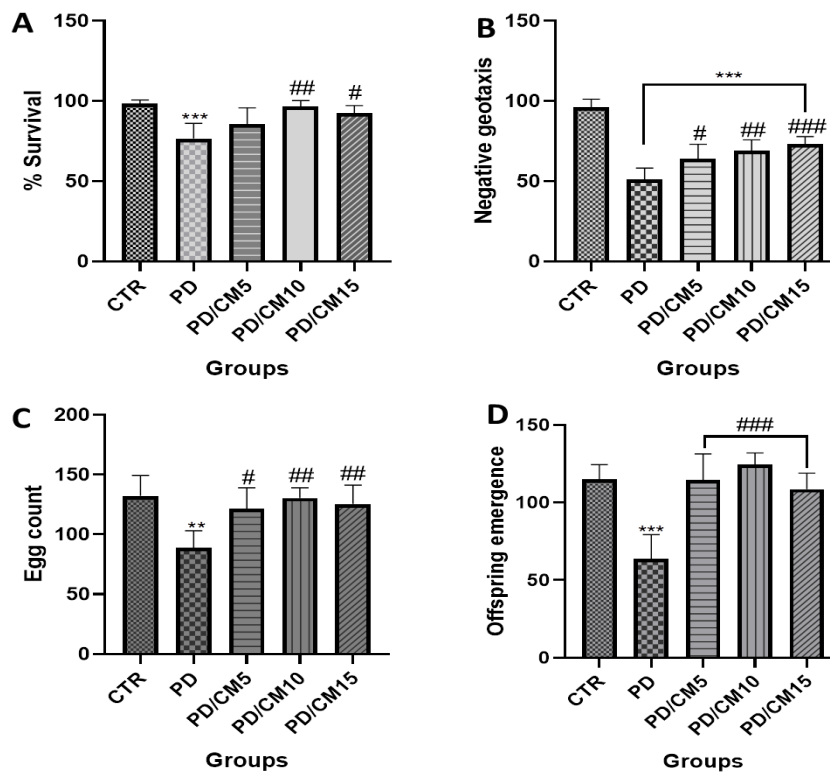 A
% Survival
150
100
50
0
***
##
#
CTR
PD
PD/CM5
PD/CM10
PD/CM15
Groups
B
Negative geotaxis
150
100
50
0
***
#
##
###
CTR
PD
PD/CM5
PD/CM10
PD/CM15
Groups
C
Egg count
200
150
100
50
0
**
#
##
##
CTR
PD
PD/CM5
PD/CM10
PD/CM15
Groups
D
Offspring emergence
150
100
50
0
***
###
CTR
PD
PD/CM5
PD/CM10
PD/CM15
Groups